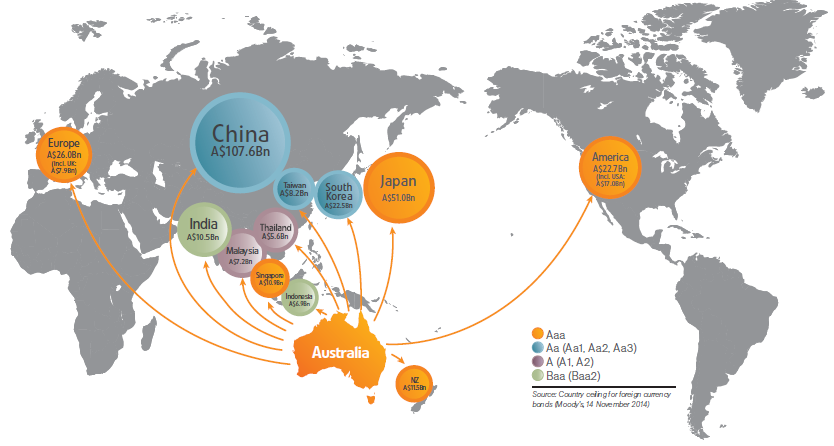 Europe
A$26.0Bn
(Incl. UK:
A$7.9Bn)
China
A$107.6Bn
Taiwan
A$8.2Bn
South
Korea
A$22.5Bn
Japan
A$51.0Bn
America
A$22.7Bn
(Incl. USA:
A$17.0Bn)
India
A$10.5Bn
Thailand
A$5.6Bn
Malaysia
A$7.2Bn
Singapore
A$10.9Bn
Indonesia
A$6.9Bn
Australia
NZ
A$11.5Bn
Aaa
Aa (Aa1, Aa2, Aa3)
A (A1, A2)
Baa (Baa2)
Source: Country ceiling for foreign currency
bonds (Moody's, 14 November 2014)